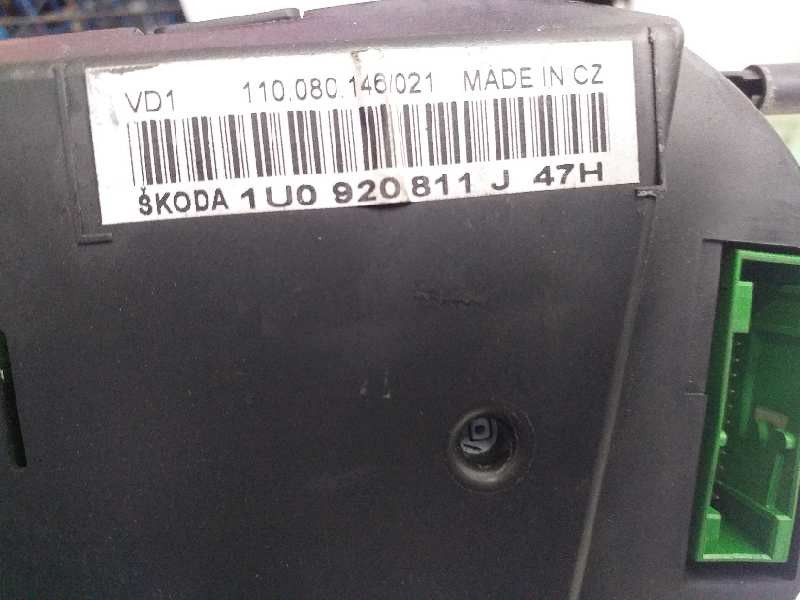 VD1 110.080.146/021 MADE IN CZ
ŠKODA 1U0 920 811 J 47H